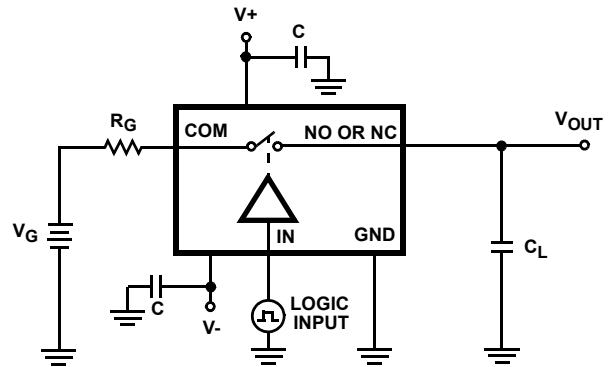 V+
C
RG
COM
NO OR NC
VOUT
VG
IN
GND
CL
C
V-
LOGIC
INPUT